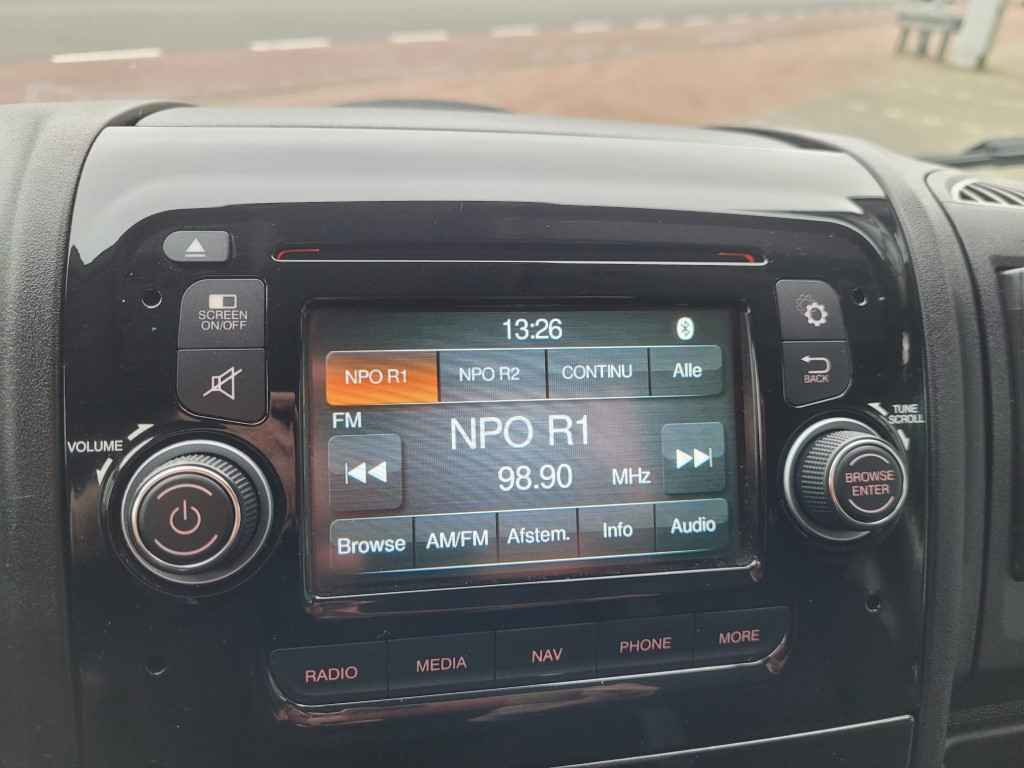 SCREEN
ON/OFF
13:26
NPO R1
NPO R2
CONTINU
Alle
BACK
FM
NPO R1
98.90 MHz
VOLUME
TUNE
SCROLL
BROWSE
ENTER
Browse
AM/FM
Afstem.
Info
Audio
RADIO
MEDIA
NAV
PHONE
MORE